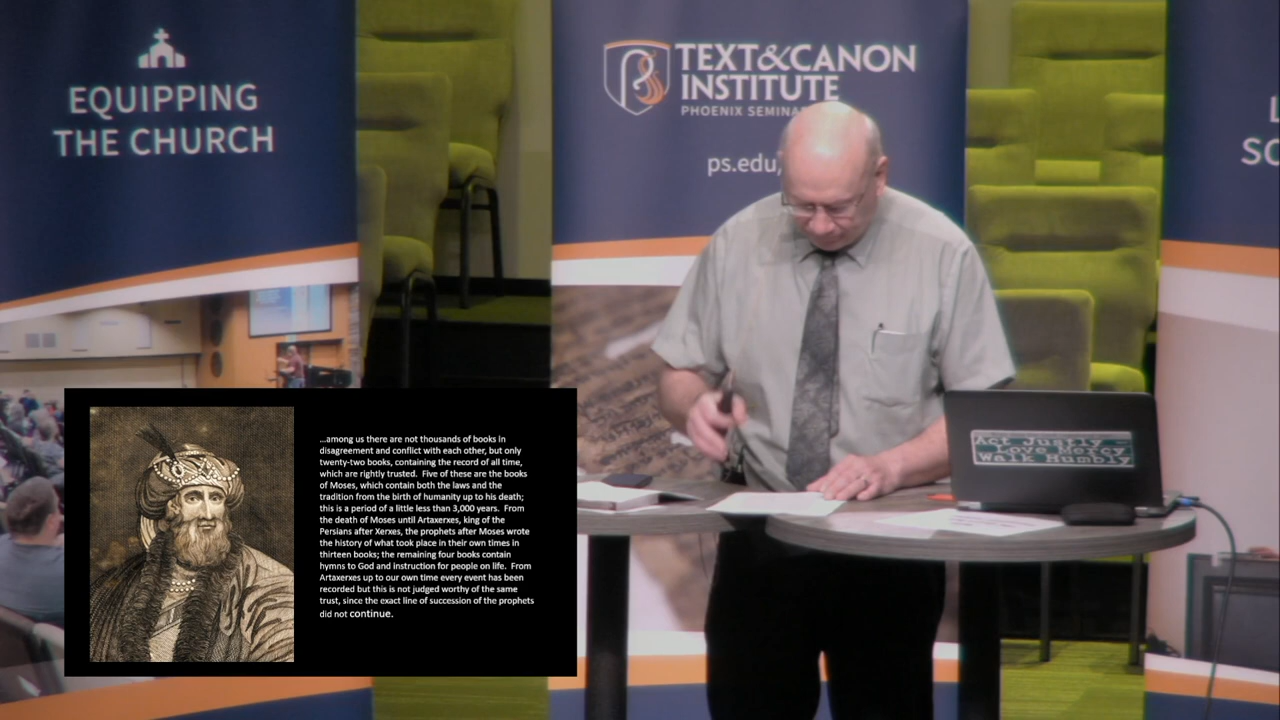 EQUIPPING
THE CHURCH
TEXT&CANON
INSTITUTE
PHOENIX
ps.edu/
…among us there are not thousands of books in
disagreement and conflict with each other, but only
twenty-two books, containing the record of all time,
which are rightly trusted.  Five of these are the books
of Moses, which contain both the laws and the
tradition from the birth of humanity up to his death;
this is a period of a little less than 3,000 years.  From
the death of Moses until Artaxerxes, king of the
Persians after Xerxes, the prophets after Moses wrote
the history of what took place in their own times in
thirteen books; the remaining four books contain
hymns to God and instruction for people on life.  From
Artaxerxes up to our own time every event has been
recorded but this is not judged worthy of the same
trust, since the exact line of succession of the prophets
did not continue.
Act Justly
Love Mercy
Walk Humbly